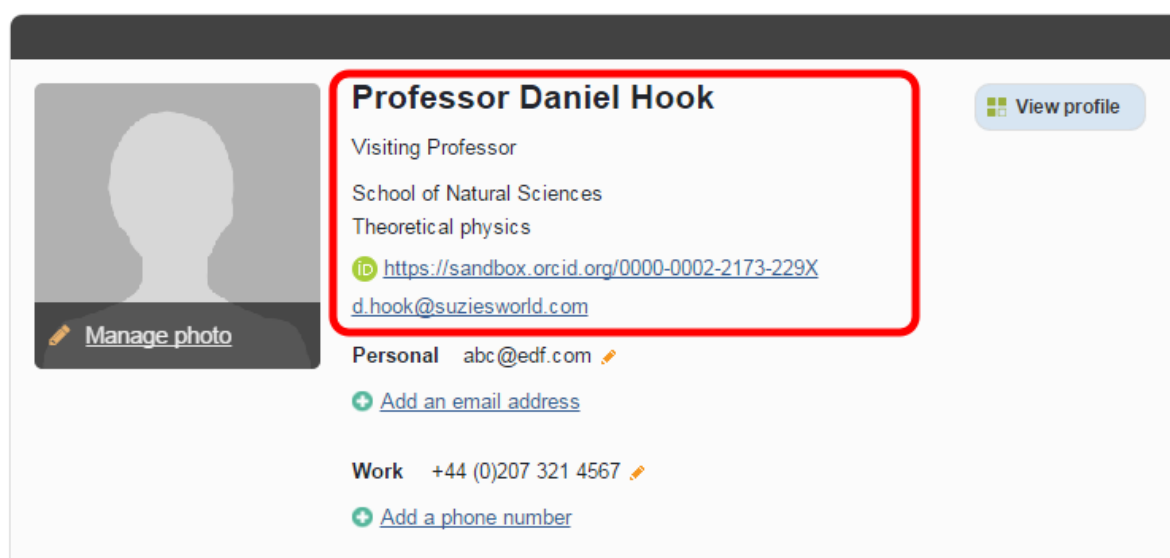 Professor Daniel Hook
View profile
Visiting Professor
School of Natural Sciences
Theoretical physics
iD https://sandbox.orcid.org/0000-0002-2173-229X
d.hook@suziesworld.com
Manage photo
Personal abc@edf.com
Add an email address
Work +44 (0)207 321 4567
Add a phone number